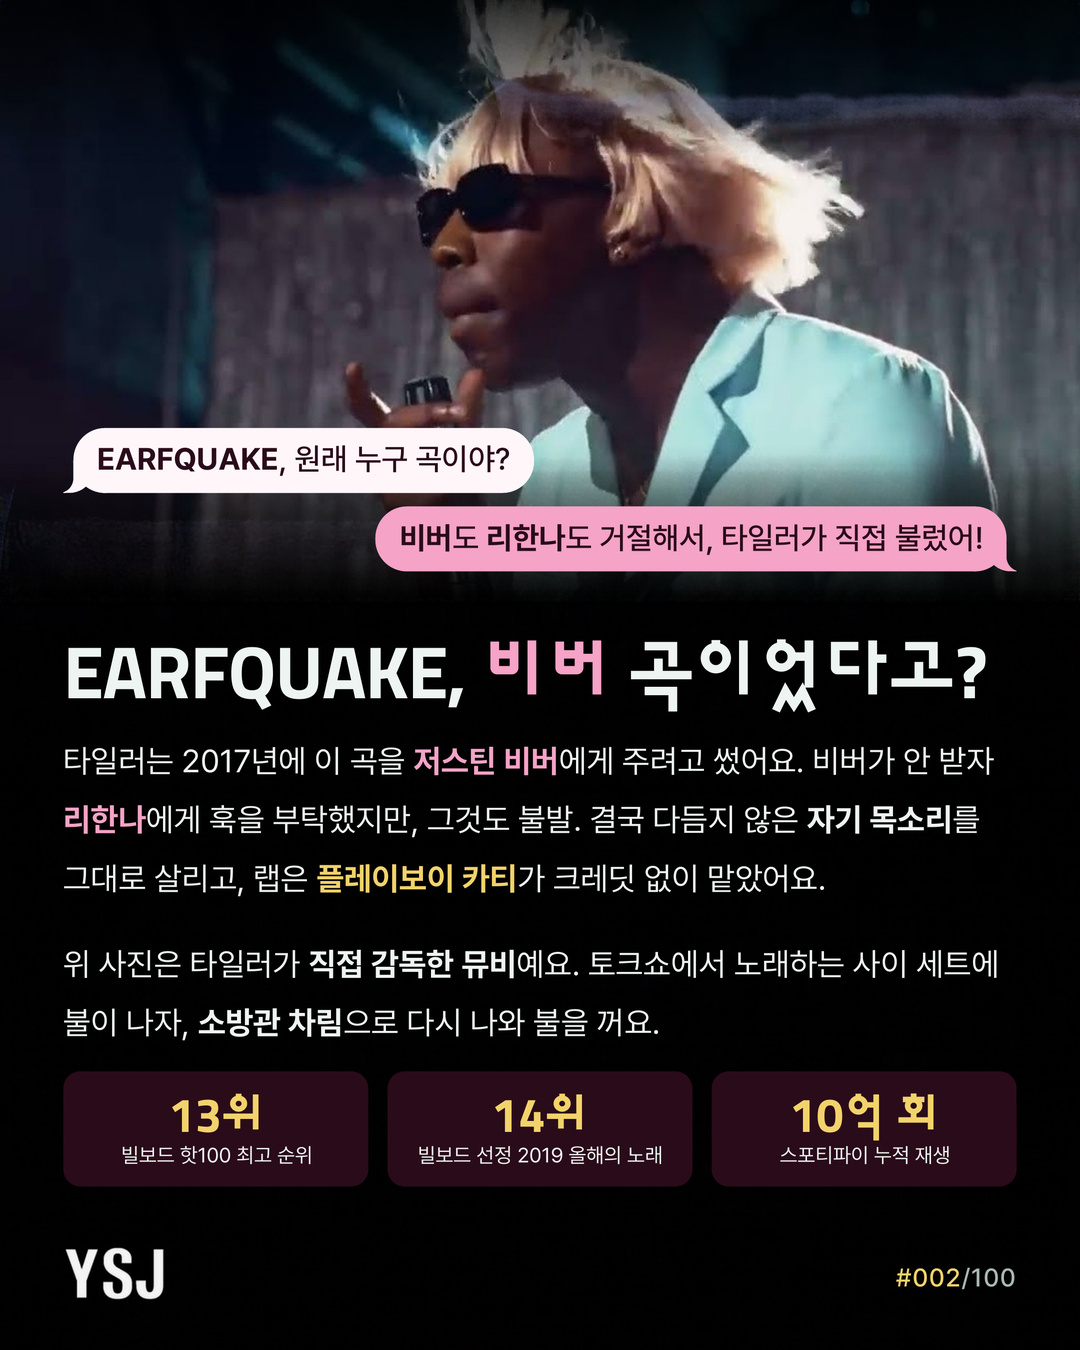 EARFQUAKE, 원래 누구 곡이야?
비버도 리한나도 거절해서, 타일러가 직접 불렀어!
EARFQUAKE, 비버 곡이었다고?
타일러는 2017년에 이 곡을 저스틴 비버에게 주려고 썼어요. 비버가 안 받자
리한나에게 훅을 부탁했지만, 그것도 불발. 결국 다듬지 않은 자기 목소리를
그대로 살리고, 랩은 플레이보이 카티가 크레딧 없이 맡았어요.
위 사진은 타일러가 직접 감독한 뮤비예요. 토크쇼에서 노래하는 사이 세트에
불이 나자, 소방관 차림으로 다시 나와 불을 꺼요.
13위
빌보드 핫100 최고 순위
14위
빌보드 선정 2019 올해의 노래
10억 회
스포티파이 누적 재생
YSJ
#002/100